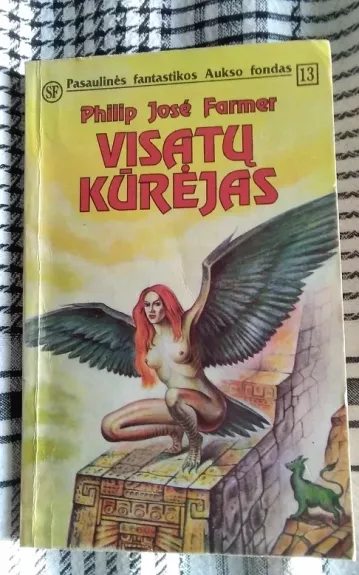 SF Pasaulinės fantastikos Aukso fondas 13
Philip José Farmer
VISATŲ
KŪRĖJAS